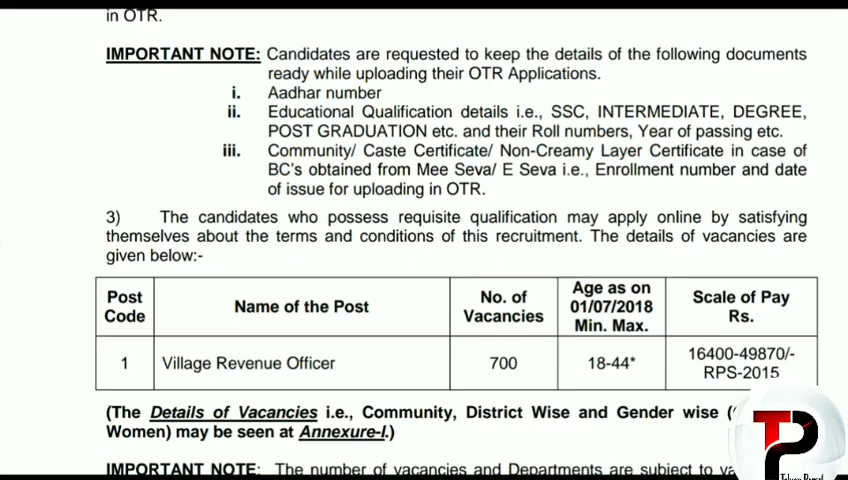 in OTR.
IMPORTANT NOTE: Candidates are requested to keep the details of the following documents
ready while uploading their OTR Applications.
i. Aadhar number
ii. Educational Qualification details i.e., SSC, INTERMEDIATE, DEGREE,
POST GRADUATION etc. and their Roll numbers, Year of passing etc.
iii. Community/ Caste Certificate/ Non-Creamy Layer Certificate in case of
BC's obtained from Mee Seva/ E Seva i.e., Enrollment number and date
of issue for uploading in OTR.
3) The candidates who possess requisite qualification may apply online by satisfying
themselves about the terms and conditions of this recruitment. The details of vacancies are
given below:-
Post Code
Name of the Post
No. of Vacancies
Age as on 01/07/2018 Min. Max.
Scale of Pay Rs.
1 Village Revenue Officer 700 18-44* 16400-49870/- RPS-2015
(The Details of Vacancies i.e., Community, District Wise and Gender wise (
Women) may be seen at Annexure-I.)
IMPORTANT NOTE: The number of vacancies and Departments are subject to
TP